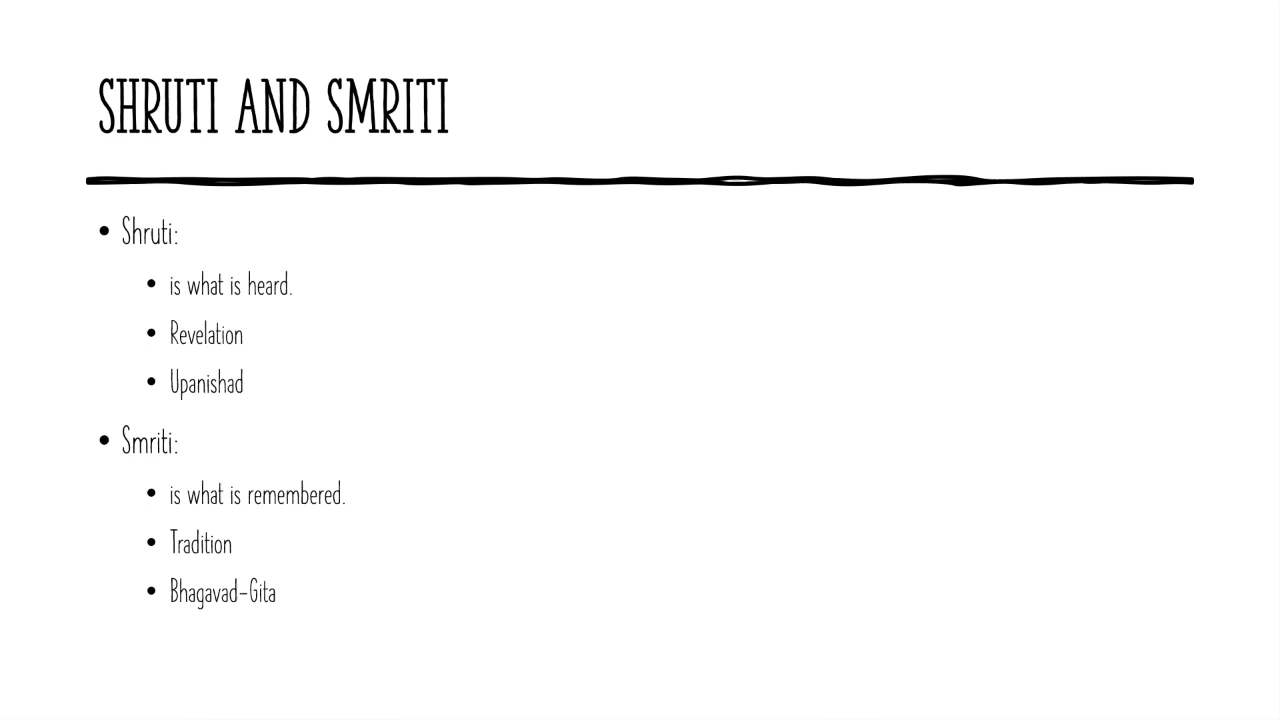 SHRUTI AND SMRITI
• Shruti:
• is what is heard.
• Revelation
• Upanishad
• Smriti:
• is what is remembered.
• Tradition
• Bhagavad-Gita